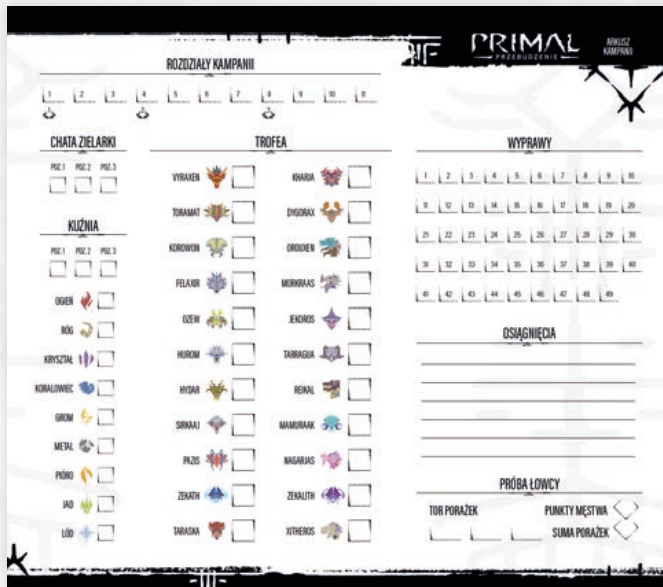 PRIMAL
PRZEBUDZENIE
ARKUSZ
KAMPANII
ROZDZIAŁY KAMPANII
1 2 3 4 5 6 7 8 9 10 11
CHATA ZIELARKI
POZ. 1 POZ. 2 POZ. 3
KUŹNIA
POZ. 1 POZ. 2 POZ. 3
OGIEŃ
RÓG
KRYSZTAŁ
KORALOWIEC
GROM
METAL
PIÓRO
JAD
LÓD
TROFEA
VYRAXEN KHARJA
TORAMAT DYGORAX
KOROWON OROUXEN
FELAXIR MORKRAAS
OZEW JEKOROS
HUROM TARRAGUA
HYDAR REIKAL
SIRKAAJ MAMURAAK
PAZIS NAGARJAS
ZEKATH ZEKALITH
TARASKA XITHEROS
WYPRAWY
1 2 3 4 5 6 7 8 9 10
11 12 13 14 15 16 17 18 19 20
21 22 23 24 25 26 27 28 29 30
31 32 33 34 35 36 37 38 39 40
41 42 43 44 45 46 47 48 49
OSIĄGNIĘCIA
PRÓBA ŁOWCY
TOR PORAŻEK PUNKTY MĘSTWA
SUMA PORAŻEK